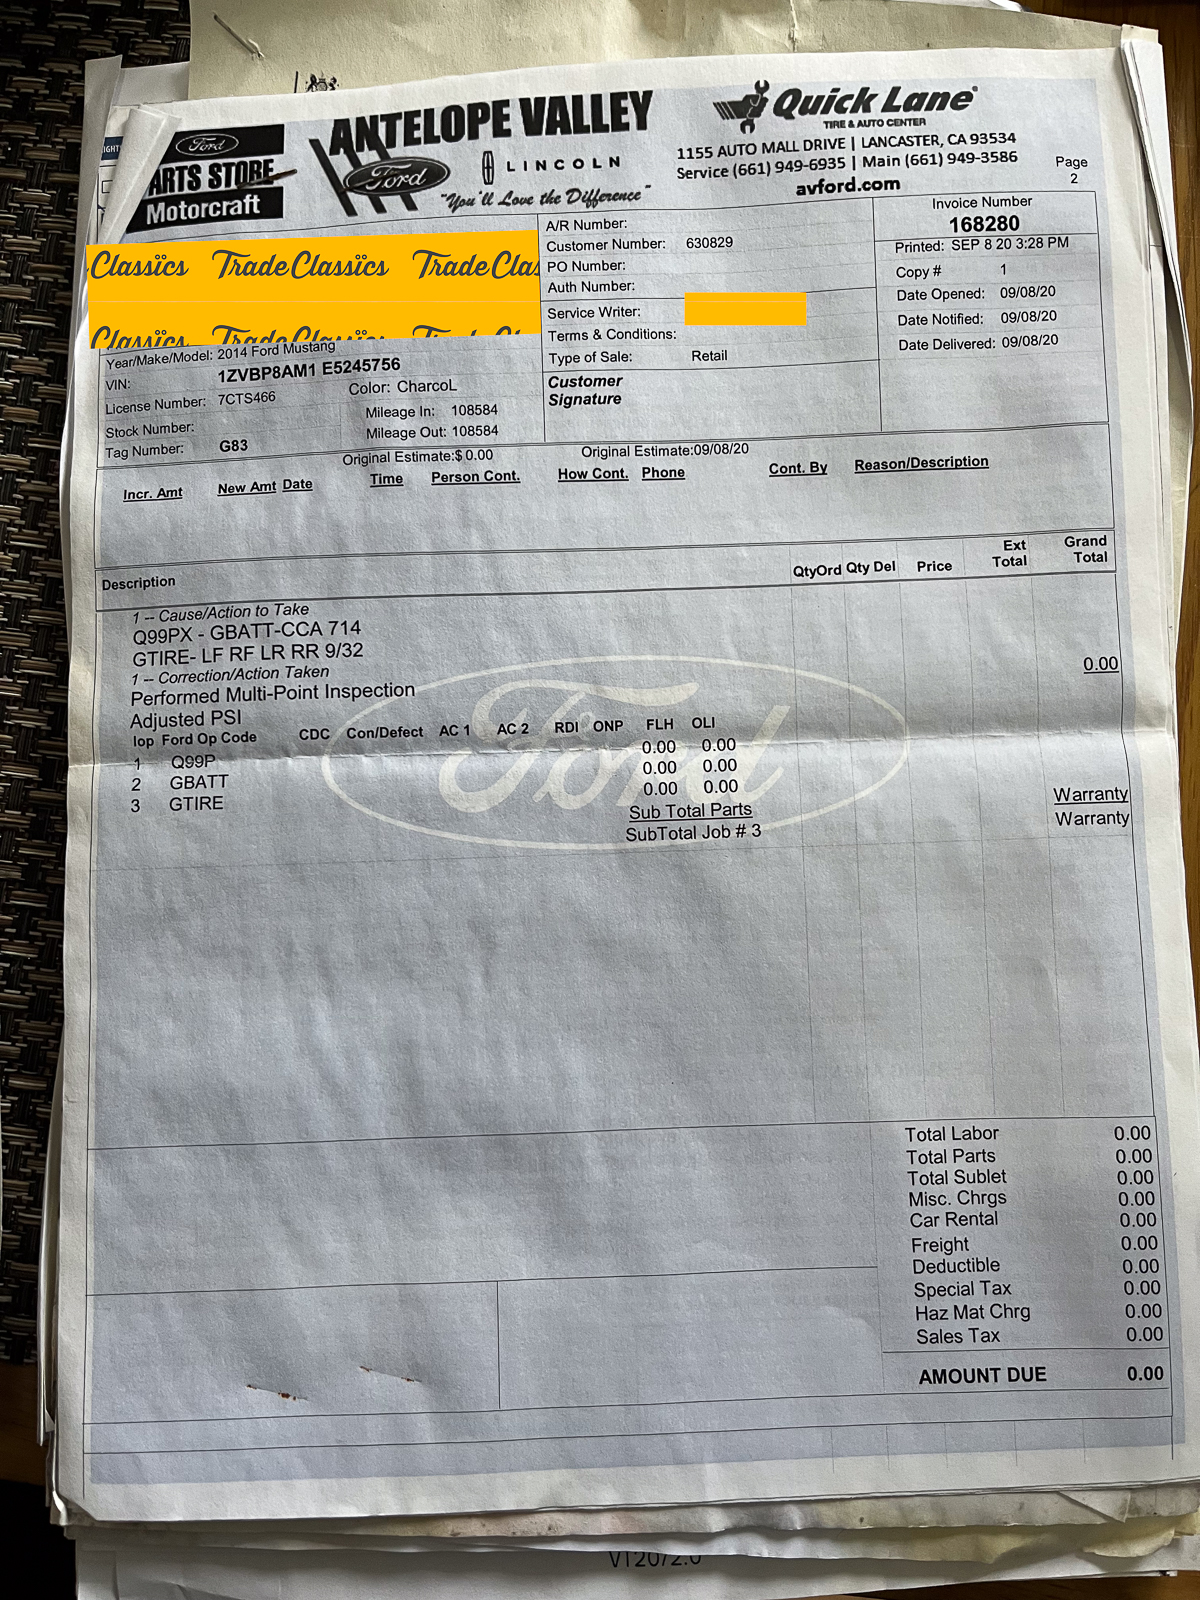 Ford
PARTS STORE
Motorcraft
ANTELOPE VALLEY
Ford
LINCOLN
"You'll Love the Difference"
Quick Lane
TIRE & AUTO CENTER
1155 AUTO MALL DRIVE | LANCASTER, CA 93534
Service (661) 949-6935 | Main (661) 949-3586
avford.com
Page
2
Classics Trade Classics Trade Clas
Classics Trade Classics Trade Cl
A/R Number:
Customer Number: 630829
PO Number:
Auth Number:
Service Writer:
Terms & Conditions:
Type of Sale: Retail
Customer
Signature
Invoice Number
168280
Printed: SEP 8 20 3:28 PM
Copy # 1
Date Opened: 09/08/20
Date Notified: 09/08/20
Date Delivered: 09/08/20
Year/Make/Model: 2014 Ford Mustang
VIN: 1ZVBP8AM1 E5245756
License Number: 7CTS466 Color: CharcoL
Stock Number: Mileage In: 108584
Tag Number: G83 Mileage Out: 108584
Original Estimate:$ 0.00 Original Estimate:09/08/20
Incr. Amt New Amt Date Time Person Cont. How Cont. Phone Cont. By Reason/Description
Description QtyOrd Qty Del Price Ext Total Grand Total
1 -- Cause/Action to Take
Q99PX - GBATT-CCA 714
GTIRE- LF RF LR RR 9/32
1 -- Correction/Action Taken 0.00
Performed Multi-Point Inspection
Adjusted PSI
Iop Ford Op Code CDC Con/Defect AC 1 AC 2 RDI ONP FLH OLI
1 Q99P 0.00 0.00
2 GBATT 0.00 0.00
3 GTIRE 0.00 0.00
Sub Total Parts Warranty
SubTotal Job # 3 Warranty
Ford
Total Labor 0.00
Total Parts 0.00
Total Sublet 0.00
Misc. Chrgs 0.00
Car Rental 0.00
Freight 0.00
Deductible 0.00
Special Tax 0.00
Haz Mat Chrg 0.00
Sales Tax 0.00
AMOUNT DUE 0.00